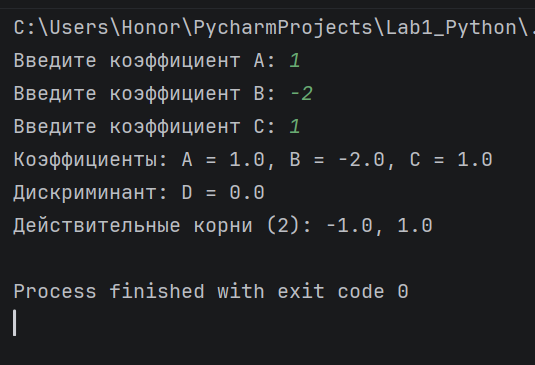 C:\Users\Honor\PycharmProjects\Lab1_Python\.
Введите коэффициент A: 1
Введите коэффициент B: -2
Введите коэффициент C: 1
Коэффициенты: A = 1.0, B = -2.0, C = 1.0
Дискриминант: D = 0.0
Действительные корни (2): -1.0, 1.0
Process finished with exit code 0